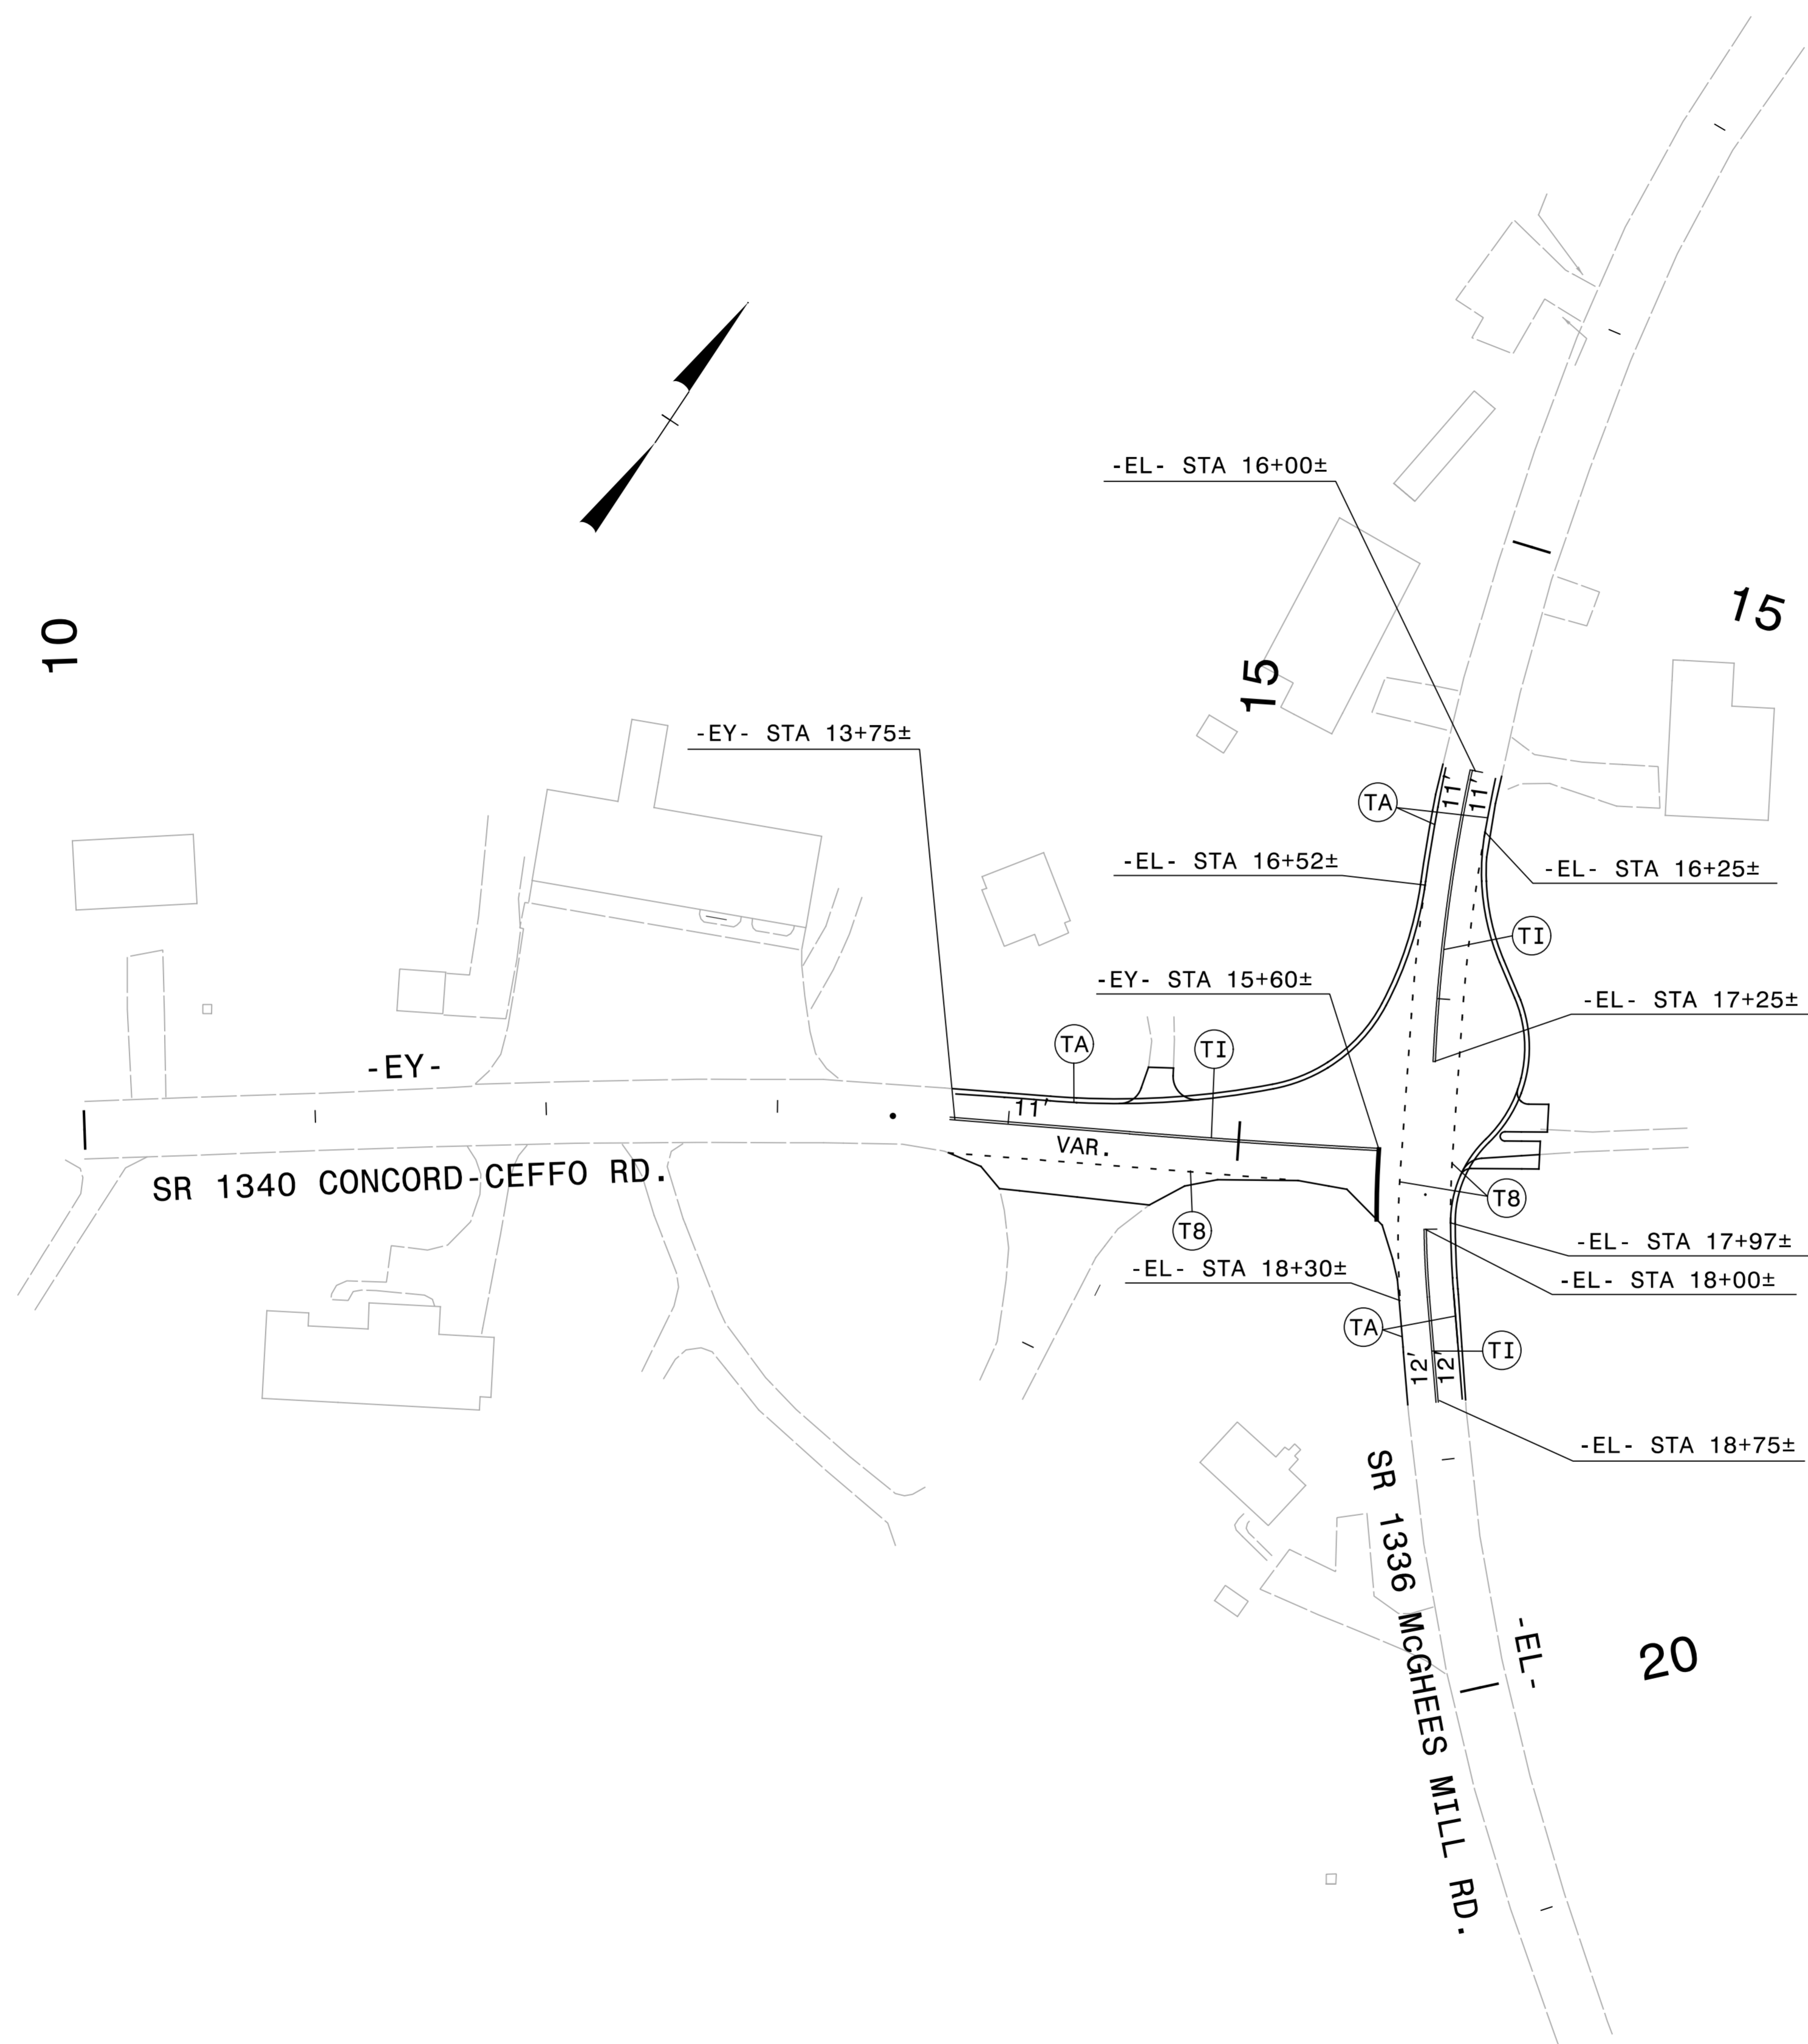 -EL- STA 16+00±
15
10
15
-EY- STA 13+75±
11'
11'
TA
-EL- STA 16+52±
-EL- STA 16+25±
TI
-EY- STA 15+60±
-EL- STA 17+25±
TA
TI
-EY-
11'
VAR.
SR 1340 CONCORD-CEFFO RD.
T8
T8
-EL- STA 17+97±
-EL- STA 18+30±
-EL- STA 18+00±
TA
TI
12'
12'
-EL- STA 18+75±
SR 1336 McGHEES MILL RD.
-EL-
20